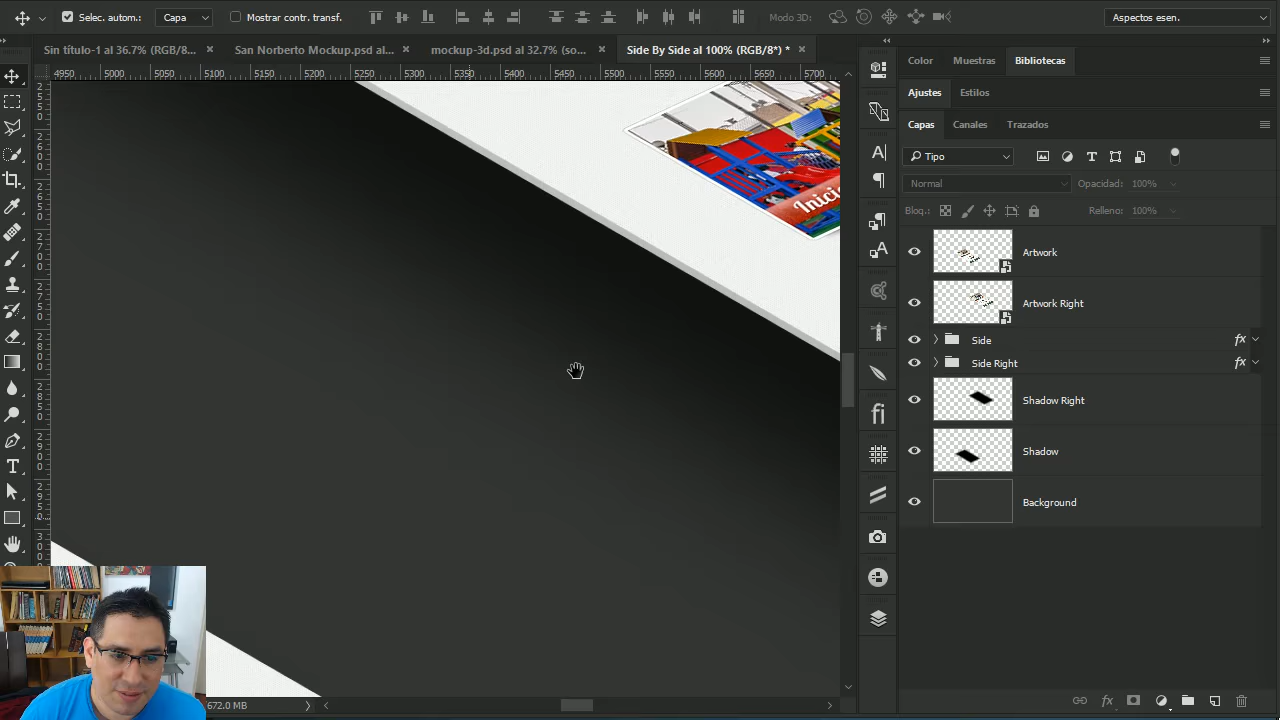 Selec. autom.: Capa Mostrar contr. transf. Modo 3D: Aspectos esen.
Sin título-1 al 36.7% (RGB/8... × San Norberto Mockup.psd al... × mockup-3d.psd al 32.7% (so... × Side By Side al 100% (RGB/8*) * ×
4950 5000 5050 5100 5150 5200 5250 5300 5350 5400 5450 5500 5550 5600 5650 5700
Color Muestras Bibliotecas
Ajustes Estilos
Capas Canales Trazados
Tipo
Normal Opacidad: 100%
Bloq.: Relleno: 100%
Inicio
Artwork
Artwork Right
Side fx
Side Right fx
Shadow Right
Shadow
Background
672.0 MB